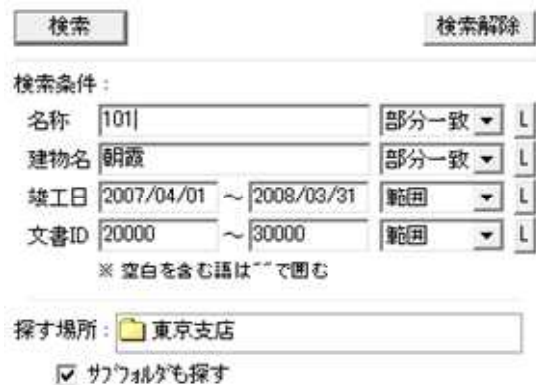 検索 検索解除
検索条件：
名称 101 部分一致 L
建物名 朝霞 部分一致 L
竣工日 2007/04/01 ～ 2008/03/31 範囲 L
文書ID 20000 ～ 30000 範囲 L
※ 空白を含む語は""で囲む
探す場所： 東京支店
サブフォルダも探す